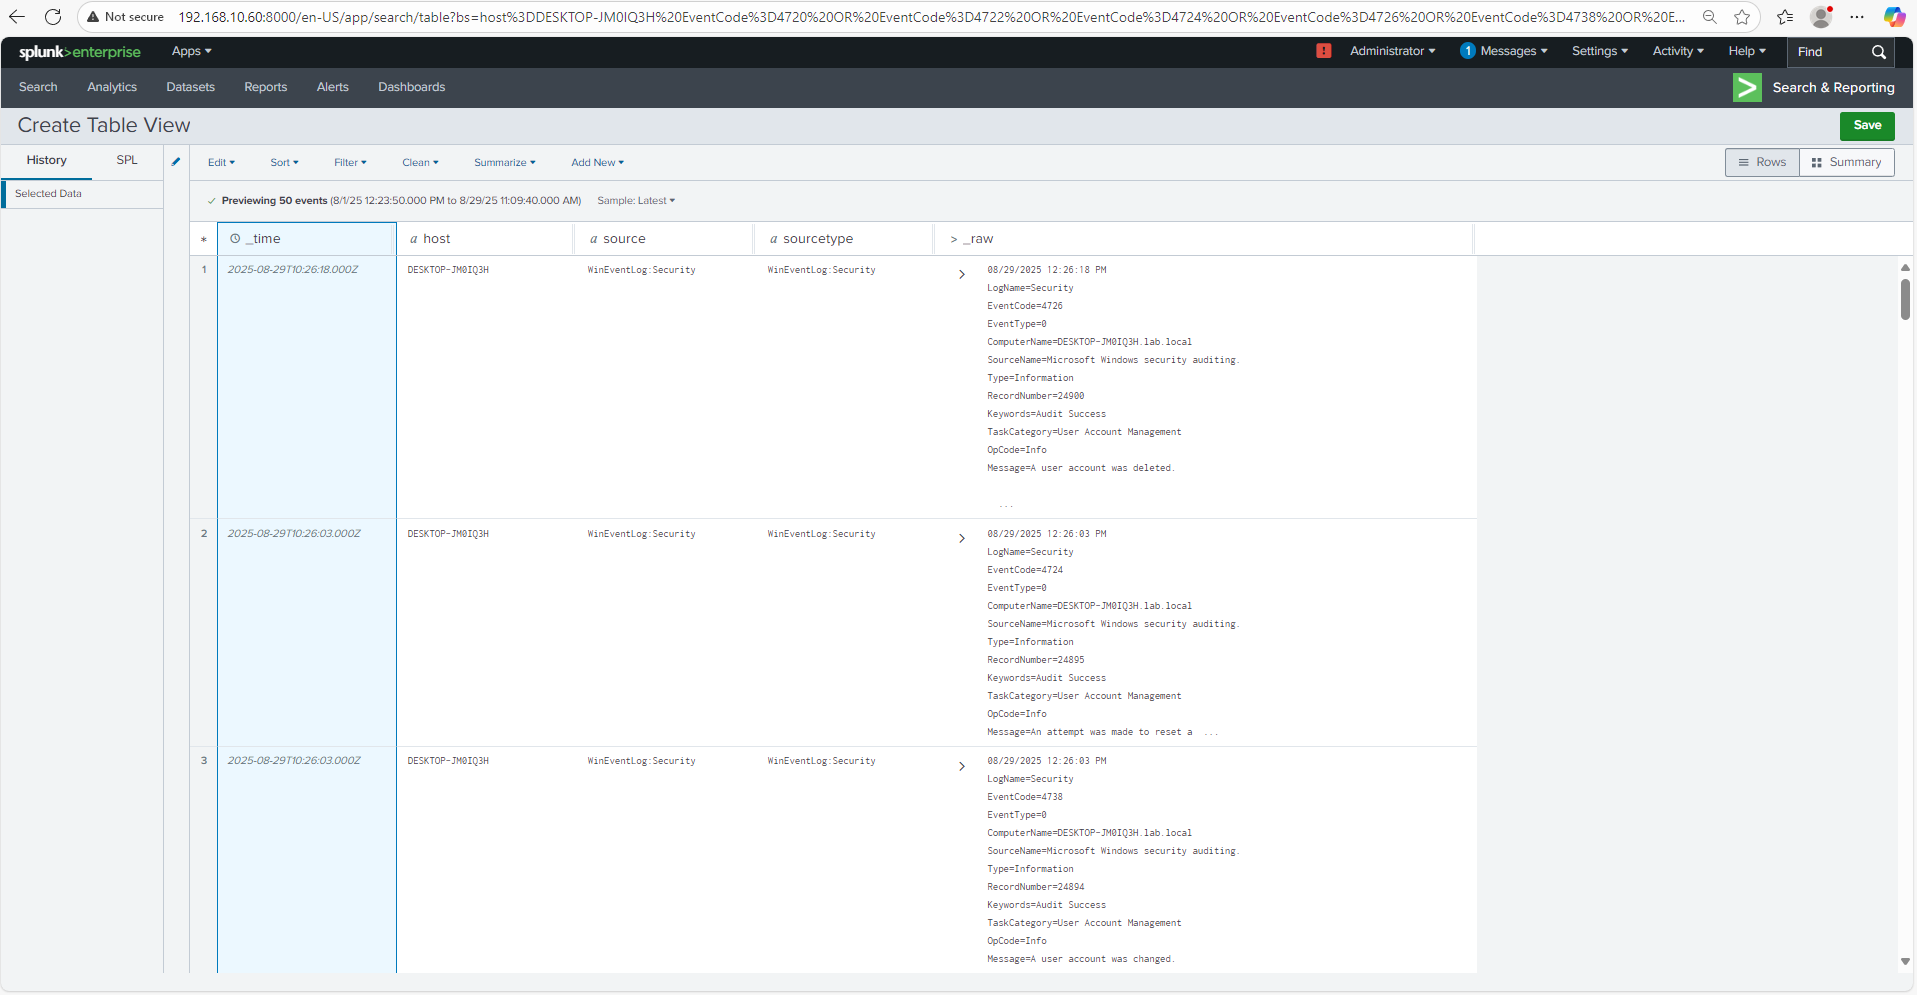 Not secure 192.168.10.60:8000/en-US/app/search/table?bs=host%3DDESKTOP-JM0IQ3H%20EventCode%3D4720%20OR%20EventCode%3D4722%20OR%20EventCode%3D4724%20OR%20EventCode%3D4726%20OR%20EventCode%3D4738%20OR%20E...
splunk>enterprise Apps ! Administrator 1 Messages Settings Activity Help Find
Search Analytics Datasets Reports Alerts Dashboards > Search & Reporting
Create Table View Save
History SPL Edit Sort Filter Clean Summarize Add New Rows Summary
Selected Data
Previewing 50 events (8/1/25 12:23:50.000 PM to 8/29/25 11:09:40.000 AM) Sample: Latest
* _time a host a source a sourcetype > _raw
1 2025-08-29T10:26:18.000Z DESKTOP-JM0IQ3H WinEventLog:Security WinEventLog:Security > 08/29/2025 12:26:18 PM
LogName=Security
EventCode=4726
EventType=0
ComputerName=DESKTOP-JM0IQ3H.lab.local
SourceName=Microsoft Windows security auditing.
Type=Information
RecordNumber=24900
Keywords=Audit Success
TaskCategory=User Account Management
OpCode=Info
Message=A user account was deleted.
...
2 2025-08-29T10:26:03.000Z DESKTOP-JM0IQ3H WinEventLog:Security WinEventLog:Security > 08/29/2025 12:26:03 PM
LogName=Security
EventCode=4724
EventType=0
ComputerName=DESKTOP-JM0IQ3H.lab.local
SourceName=Microsoft Windows security auditing.
Type=Information
RecordNumber=24895
Keywords=Audit Success
TaskCategory=User Account Management
OpCode=Info
Message=An attempt was made to reset a ...
3 2025-08-29T10:26:03.000Z DESKTOP-JM0IQ3H WinEventLog:Security WinEventLog:Security > 08/29/2025 12:26:03 PM
LogName=Security
EventCode=4738
EventType=0
ComputerName=DESKTOP-JM0IQ3H.lab.local
SourceName=Microsoft Windows security auditing.
Type=Information
RecordNumber=24894
Keywords=Audit Success
TaskCategory=User Account Management
OpCode=Info
Message=A user account was changed.